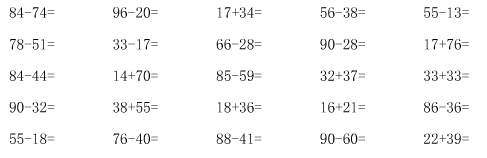 84-74= 96-20= 17+34= 56-38= 55-13=
78-51= 33-17= 66-28= 90-28= 17+76=
84-44= 14+70= 85-59= 32+37= 33+33=
90-32= 38+55= 18+36= 16+21= 86-36=
55-18= 76-40= 88-41= 90-60= 22+39=